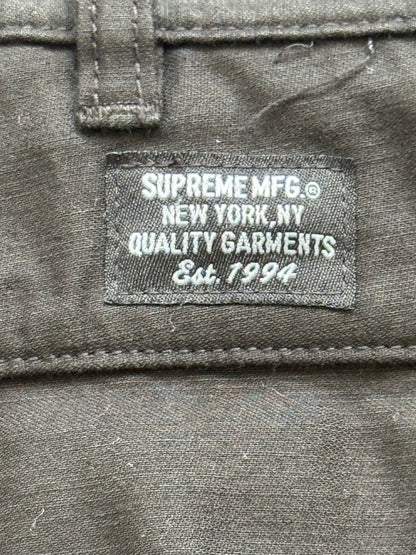 SUPREME MFG.®
NEW YORK, NY
QUALITY GARMENTS
Est. 1994